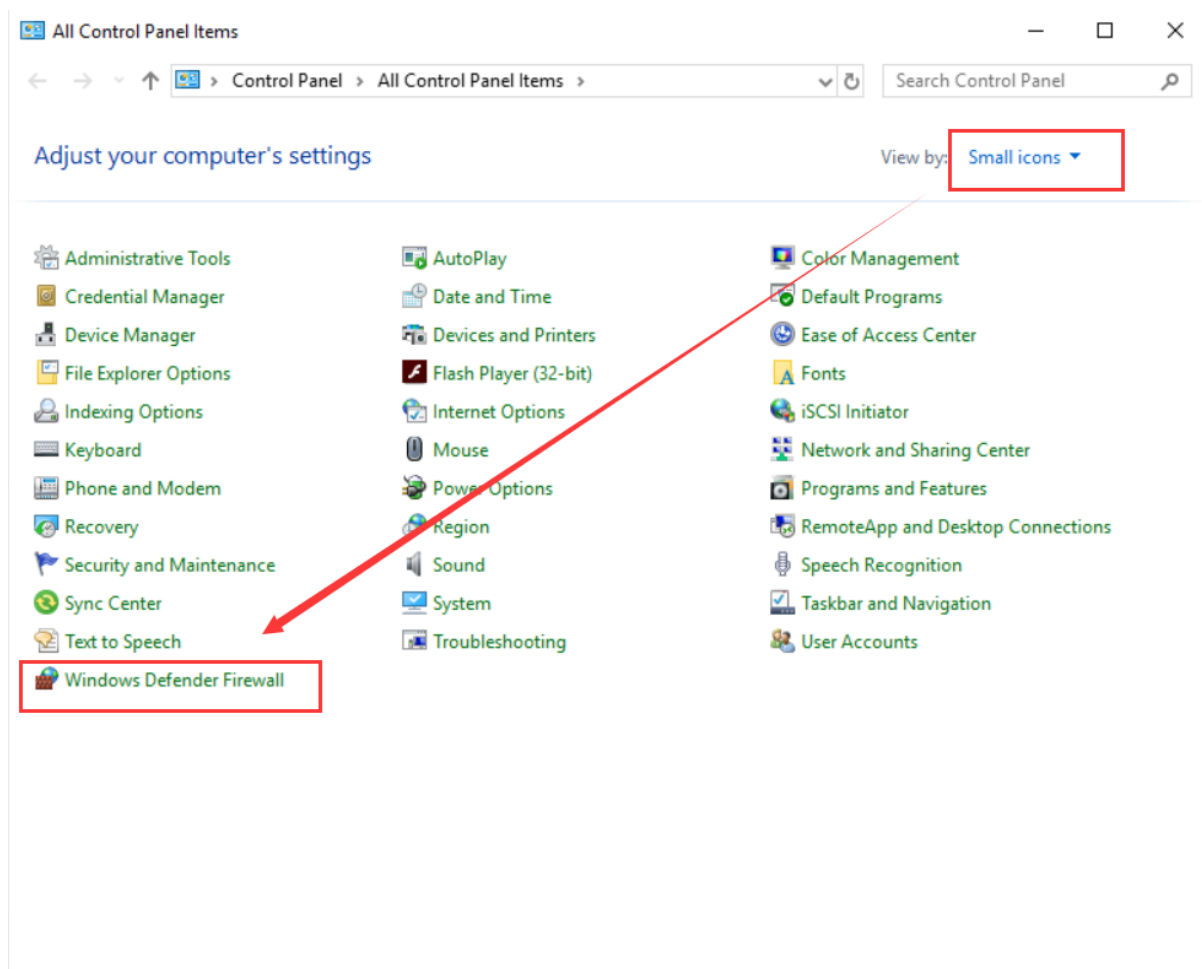 All Control Panel Items
Control Panel > All Control Panel Items >
Search Control Panel
Adjust your computer's settings
View by: Small icons
Administrative Tools
AutoPlay
Color Management
Credential Manager
Date and Time
Default Programs
Device Manager
Devices and Printers
Ease of Access Center
File Explorer Options
Flash Player (32-bit)
Fonts
Indexing Options
Internet Options
iSCSI Initiator
Keyboard
Mouse
Network and Sharing Center
Phone and Modem
Power Options
Programs and Features
Recovery
Region
RemoteApp and Desktop Connections
Security and Maintenance
Sound
Speech Recognition
Sync Center
System
Taskbar and Navigation
Text to Speech
Troubleshooting
User Accounts
Windows Defender Firewall